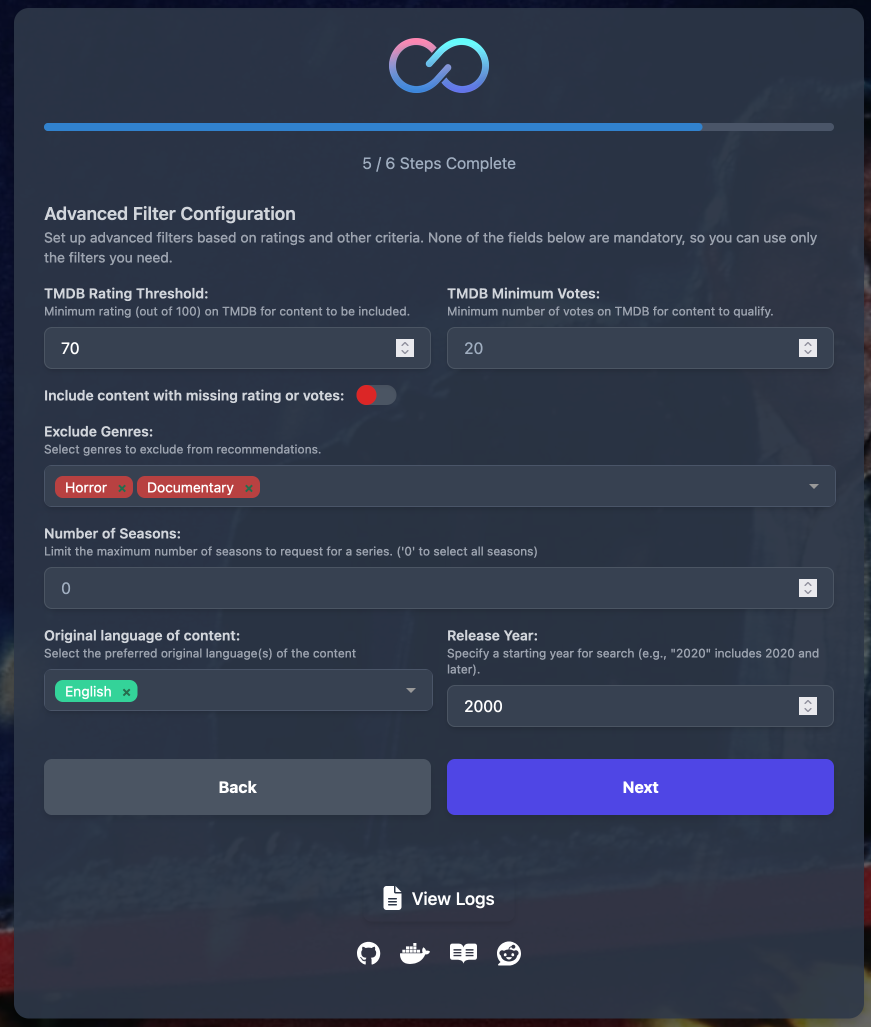 5 / 6 Steps Complete
Advanced Filter Configuration
Set up advanced filters based on ratings and other criteria. None of the fields below are mandatory, so you can use only
the filters you need.
TMDB Rating Threshold:
Minimum rating (out of 100) on TMDB for content to be included.
70
TMDB Minimum Votes:
Minimum number of votes on TMDB for content to qualify.
20
Include content with missing rating or votes:
Exclude Genres:
Select genres to exclude from recommendations.
Horror × Documentary ×
Number of Seasons:
Limit the maximum number of seasons to request for a series. ('0' to select all seasons)
0
Original language of content:
Select the preferred original language(s) of the content
English ×
Release Year:
Specify a starting year for search (e.g., "2020" includes 2020 and
later).
2000
Back
Next
View Logs